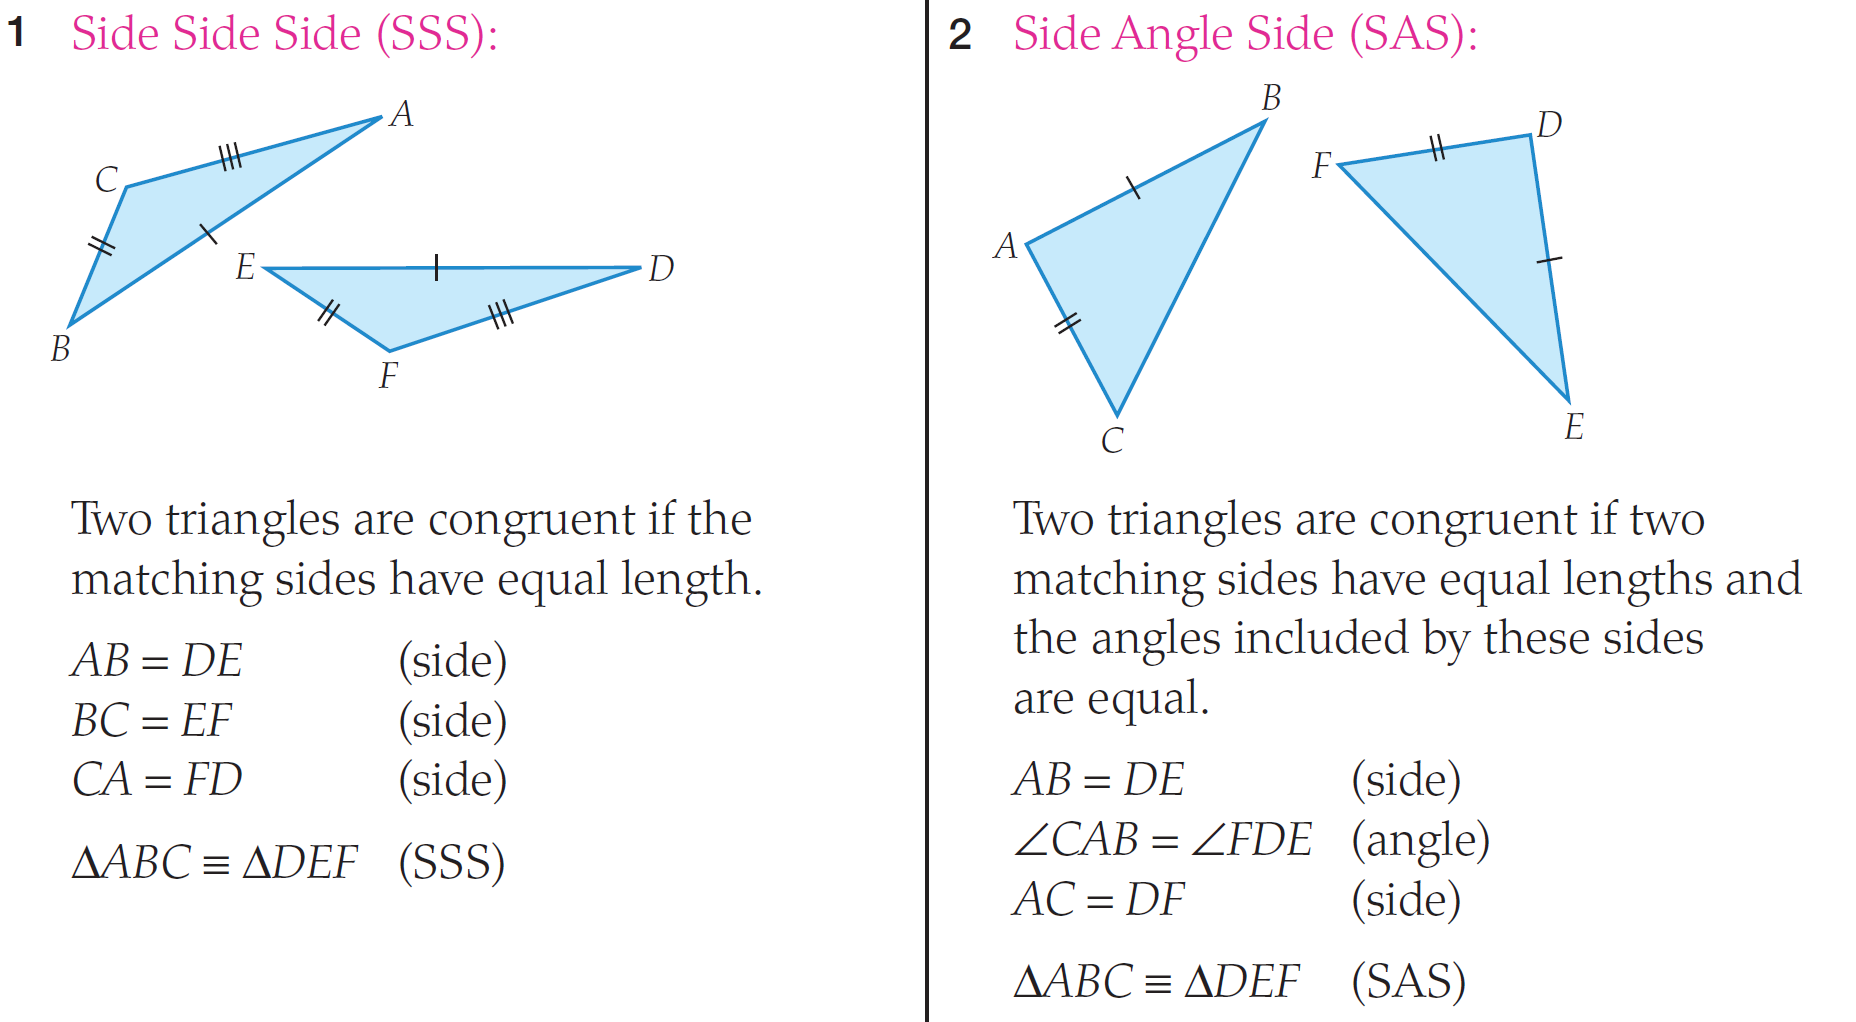 1 Side Side Side (SSS):
A
C
E
D
B
F
Two triangles are congruent if the
matching sides have equal length.
AB = DE (side)
BC = EF (side)
CA = FD (side)
ΔABC ≡ ΔDEF (SSS)
2 Side Angle Side (SAS):
B
D
F
A
E
C
Two triangles are congruent if two
matching sides have equal lengths and
the angles included by these sides
are equal.
AB = DE (side)
∠CAB = ∠FDE (angle)
AC = DF (side)
ΔABC ≡ ΔDEF (SAS)